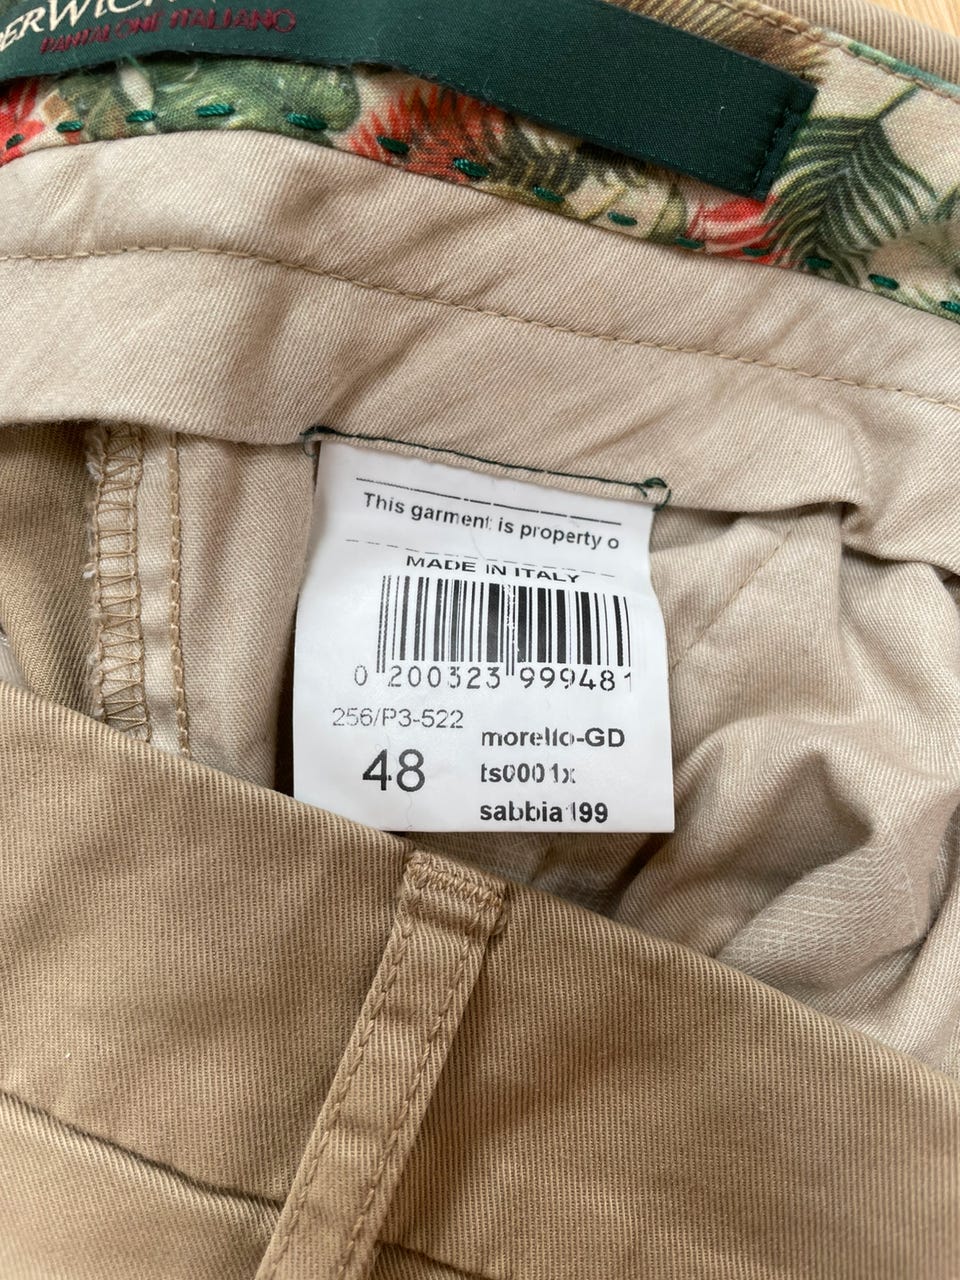 PANTALONE ITALIANO
This garment is property o
MADE IN ITALY
0 200323 999481
256/P3-522
48
morello-GD
ts0001x
sabbia 199